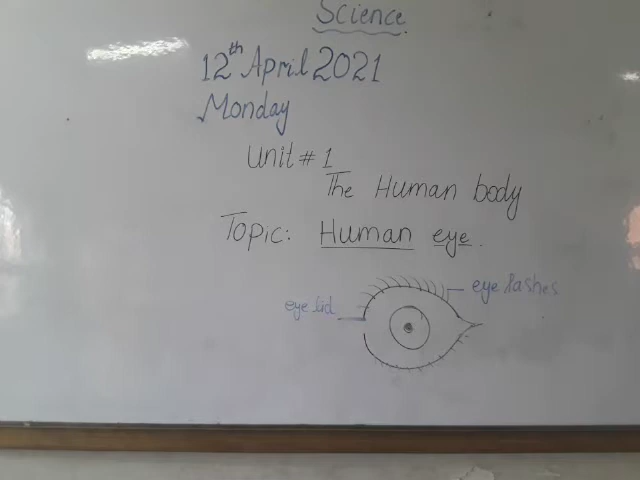 Science
12th April 2021
Monday
Unit # 1
The Human body
Topic: Human eye.
eye lashes
eye lid